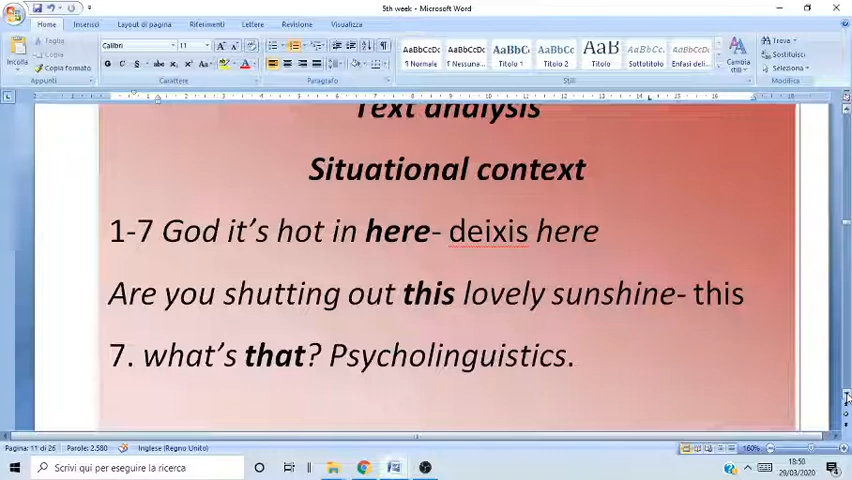 5th week - Microsoft Word
Home Inserisci Layout di pagina Riferimenti Lettere Revisione Visualizza
Incolla
Taglia
Copia
Copia formato
Appunti
Calibri 11
Carattere
Paragrafo
AaBbCcDc AaBbCcDc AaBbC AaBbCc AaB AaBbCc. AaBbCcDc
¶ Normale ¶ Nessuna... Titolo 1 Titolo 2 Titolo Sottotitolo Enfasi deli...
Stili
Cambia stili
Trova
Sostituisci
Seleziona
Modifica
Text analysis
Situational context
1-7 God it's hot in here- deixis here
Are you shutting out this lovely sunshine- this
7. what's that? Psycholinguistics.
Pagina: 11 di 26 Parole: 2.580 Inglese (Regno Unito) 160%
Scrivi qui per eseguire la ricerca
18:50
29/03/2020